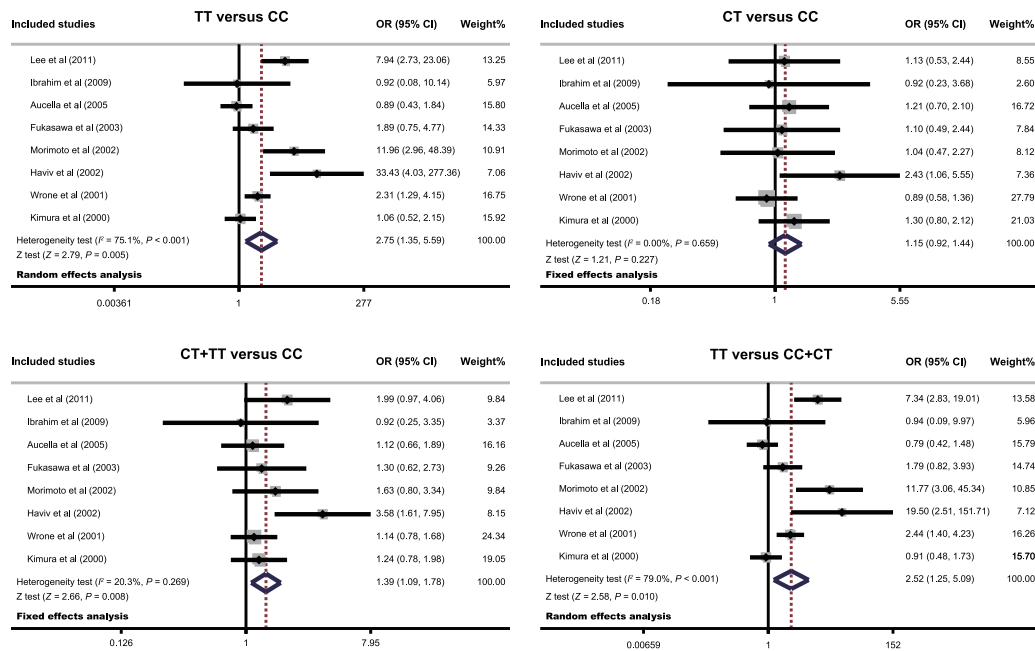 TT versus CC
Included studies OR (95% CI) Weight%
Lee et al (2011) 7.94 (2.73, 23.06) 13.25
Ibrahim et al (2009) 0.92 (0.08, 10.14) 5.97
Aucella et al (2005 0.89 (0.43, 1.84) 15.80
Fukasawa et al (2003) 1.89 (0.75, 4.77) 14.33
Morimoto et al (2002) 11.96 (2.96, 48.39) 10.91
Haviv et al (2002) 33.43 (4.03, 277.36) 7.06
Wrone et al (2001) 2.31 (1.29, 4.15) 16.75
Kimura et al (2000) 1.06 (0.52, 2.15) 15.92
Heterogeneity test (I² = 75.1%, P < 0.001) 2.75 (1.35, 5.59) 100.00
Z test (Z = 2.79, P = 0.005)
Random effects analysis
0.00361 1 277
CT versus CC
Included studies OR (95% CI) Weight%
Lee et al (2011) 1.13 (0.53, 2.44) 8.55
Ibrahim et al (2009) 0.92 (0.23, 3.68) 2.60
Aucella et al (2005) 1.21 (0.70, 2.10) 16.72
Fukasawa et al (2003) 1.10 (0.49, 2.44) 7.84
Morimoto et al (2002) 1.04 (0.47, 2.27) 8.12
Haviv et al (2002) 2.43 (1.06, 5.55) 7.36
Wrone et al (2001) 0.89 (0.58, 1.36) 27.79
Kimura et al (2000) 1.30 (0.80, 2.12) 21.03
Heterogeneity test (I² = 0.00%, P = 0.659) 1.15 (0.92, 1.44) 100.00
Z test (Z = 1.21, P = 0.227)
Fixed effects analysis
0.18 1 5.55
CT+TT versus CC
Included studies OR (95% CI) Weight%
Lee et al (2011) 1.99 (0.97, 4.06) 9.84
Ibrahim et al (2009) 0.92 (0.25, 3.35) 3.37
Aucella et al (2005) 1.12 (0.66, 1.89) 16.16
Fukasawa et al (2003) 1.30 (0.62, 2.73) 9.26
Morimoto et al (2002) 1.63 (0.80, 3.34) 9.84
Haviv et al (2002) 3.58 (1.61, 7.95) 8.15
Wrone et al (2001) 1.14 (0.78, 1.68) 24.34
Kimura et al (2000) 1.24 (0.78, 1.98) 19.05
Heterogeneity test (I² = 20.3%, P = 0.269) 1.39 (1.09, 1.78) 100.00
Z test (Z = 2.66, P = 0.008)
Fixed effects analysis
0.126 1 7.95
TT versus CC+CT
Included studies OR (95% CI) Weight%
Lee et al (2011) 7.34 (2.83, 19.01) 13.58
Ibrahim et al (2009) 0.94 (0.09, 9.97) 5.96
Aucella et al (2005) 0.79 (0.42, 1.48) 15.79
Fukasawa et al (2003) 1.79 (0.82, 3.93) 14.74
Morimoto et al (2002) 11.77 (3.06, 45.34) 10.85
Haviv et al (2002) 19.50 (2.51, 151.71) 7.12
Wrone et al (2001) 2.44 (1.40, 4.23) 16.26
Kimura et al (2000) 0.91 (0.48, 1.73) 15.70
Heterogeneity test (I² = 79.0%, P < 0.001) 2.52 (1.25, 5.09) 100.00
Z test (Z = 2.58, P = 0.010)
Random effects analysis
0.00659 1 152